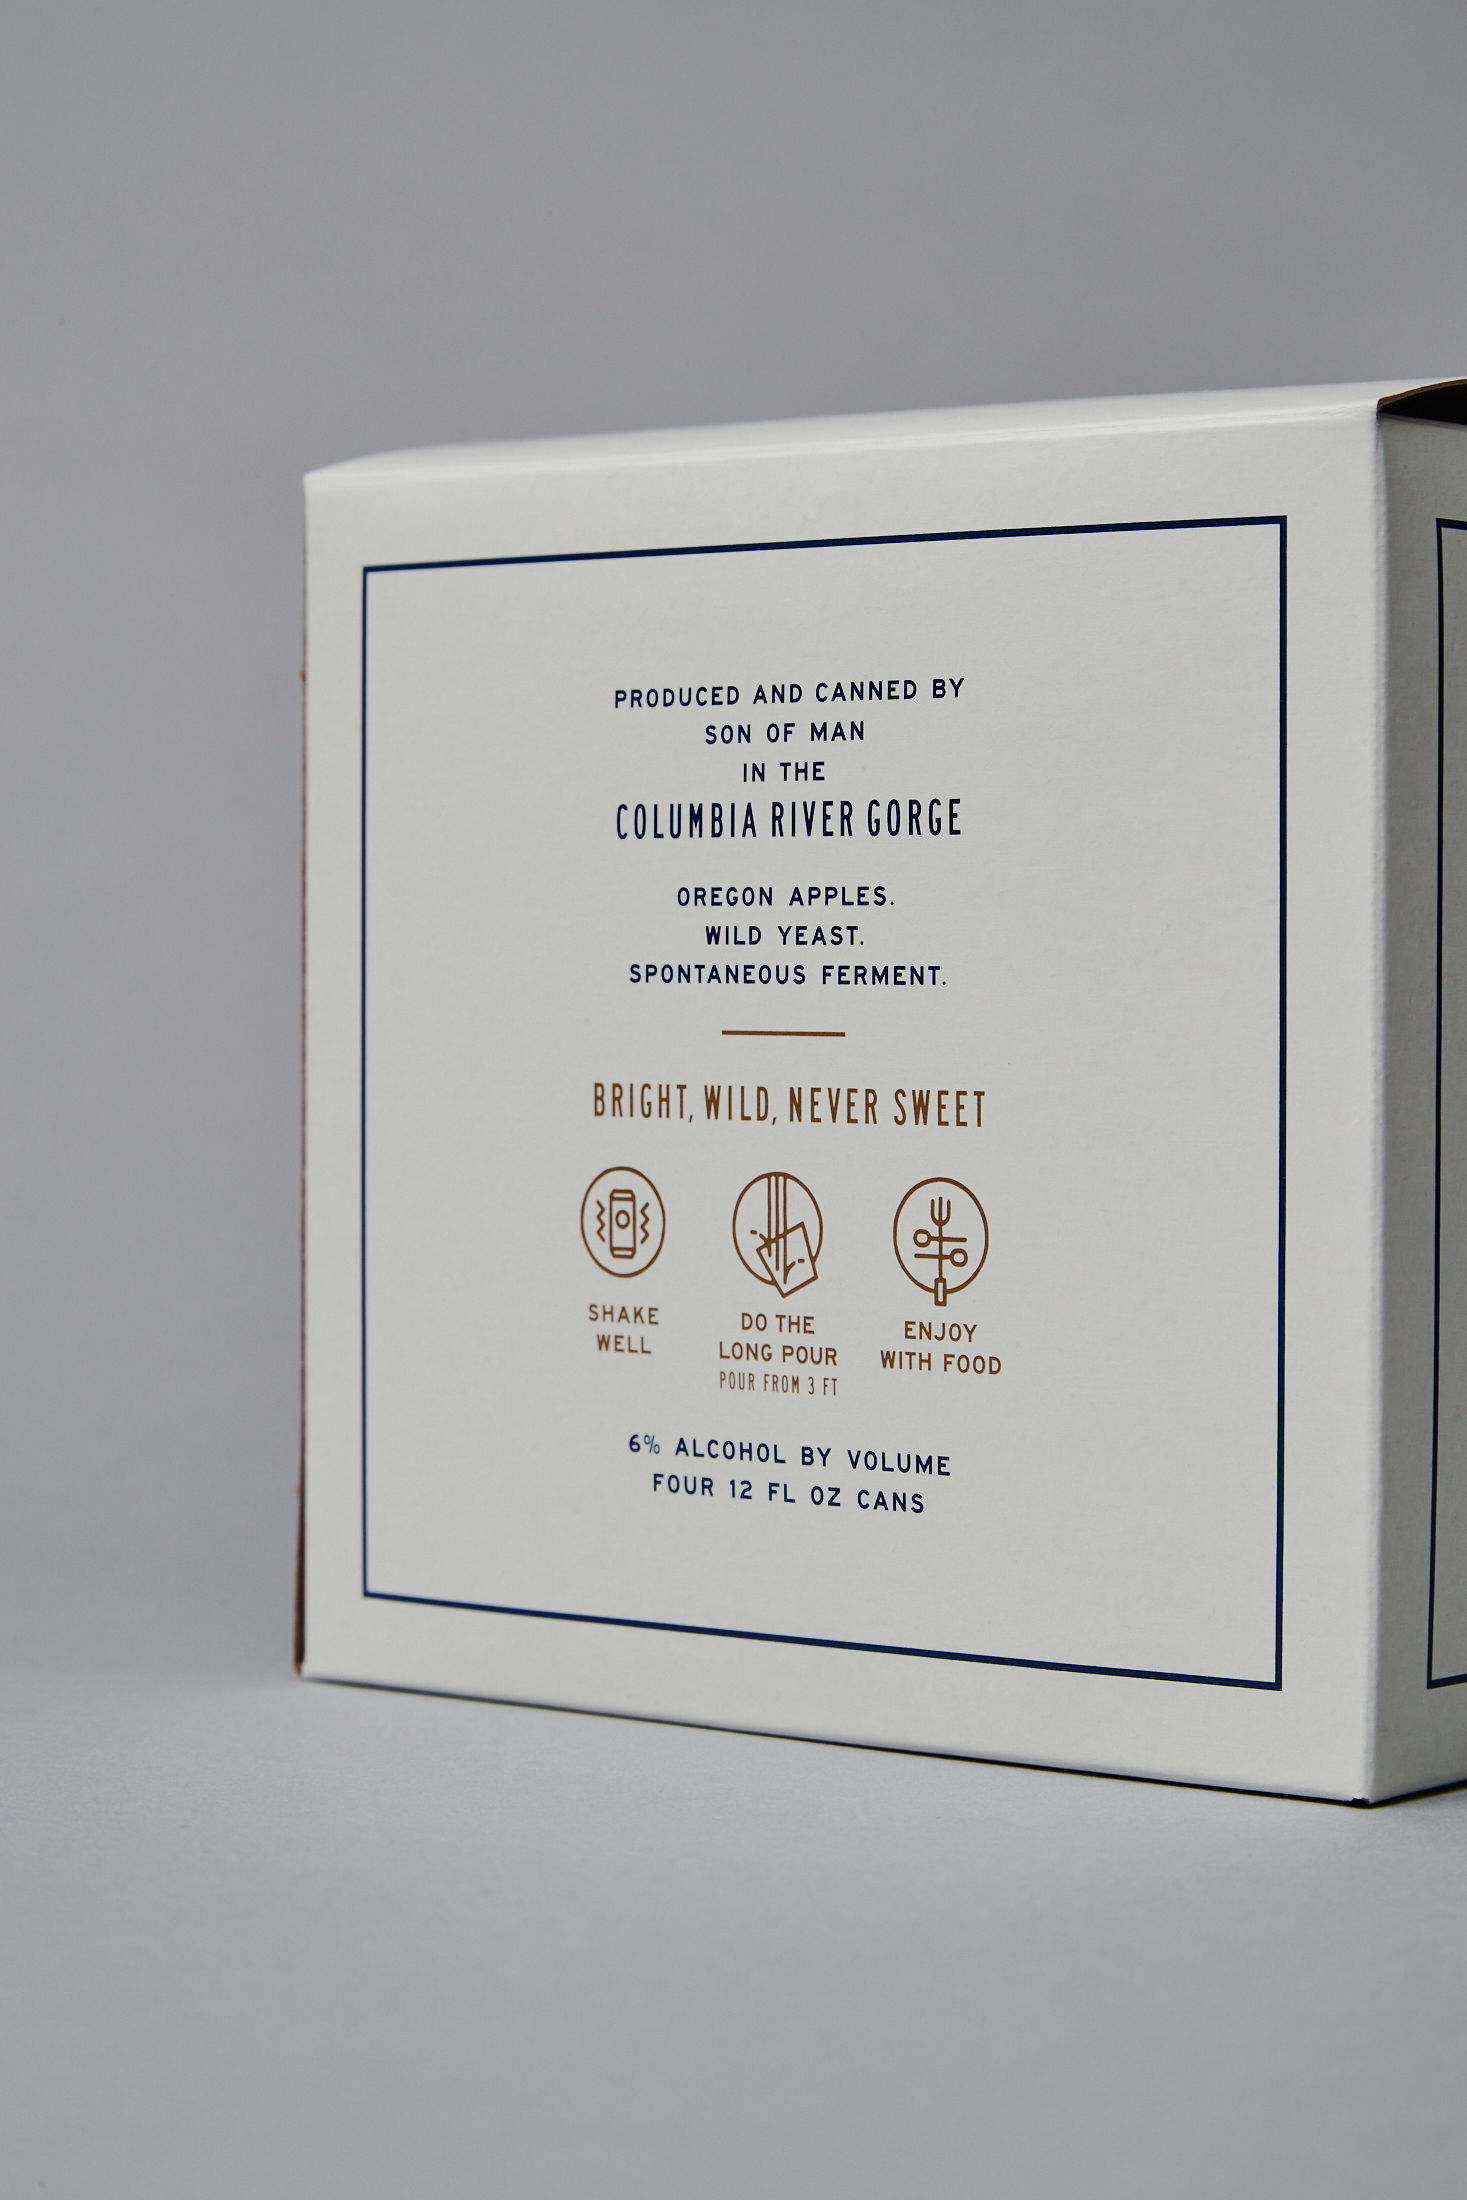 PRODUCED AND CANNED BY
SON OF MAN
IN THE
COLUMBIA RIVER GORGE
OREGON APPLES.
WILD YEAST.
SPONTANEOUS FERMENT.
BRIGHT, WILD, NEVER SWEET
SHAKE
WELL
DO THE
LONG POUR
POUR FROM 3 FT
ENJOY
WITH FOOD
6% ALCOHOL BY VOLUME
FOUR 12 FL OZ CANS